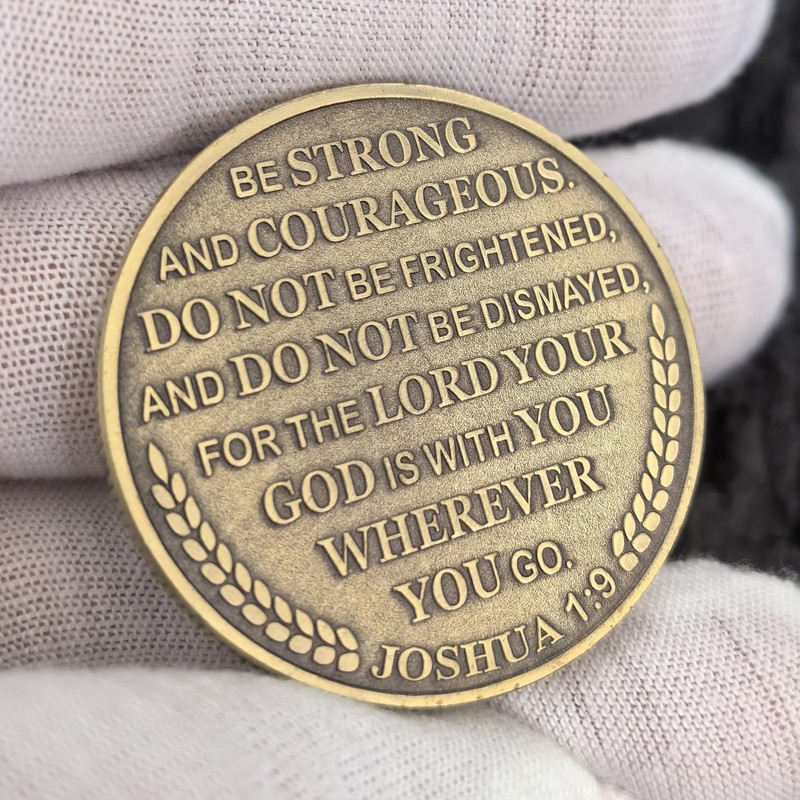 BE STRONG
AND COURAGEOUS.
DO NOT BE FRIGHTENED,
AND DO NOT BE DISMAYED,
FOR THE LORD YOUR
GOD IS WITH YOU
WHEREVER
YOU GO.
JOSHUA 1:9